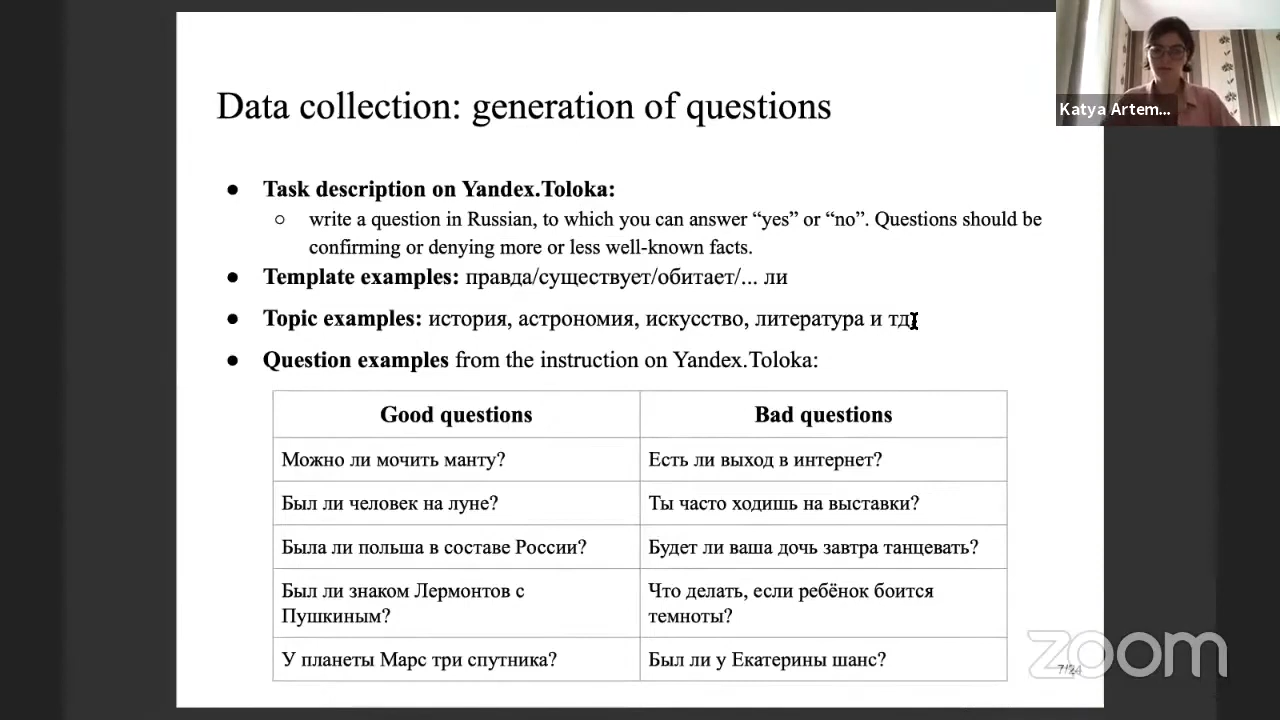 Data collection: generation of questions
Katya Artem...
● Task description on Yandex.Toloka:
○ write a question in Russian, to which you can answer “yes” or “no”. Questions should be
confirming or denying more or less well-known facts.
● Template examples: правда/существует/обитает/... ли
● Topic examples: история, астрономия, искусство, литература и тд
● Question examples from the instruction on Yandex.Toloka:
Good questions
Bad questions
Можно ли мочить манту?
Есть ли выход в интернет?
Был ли человек на луне?
Ты часто ходишь на выставки?
Была ли польша в составе России?
Будет ли ваша дочь завтра танцевать?
Был ли знаком Лермонтов с
Пушкиным?
Что делать, если ребёнок боится
темноты?
У планеты Марс три спутника?
Был ли у Екатерины шанс?
zoom
7/24